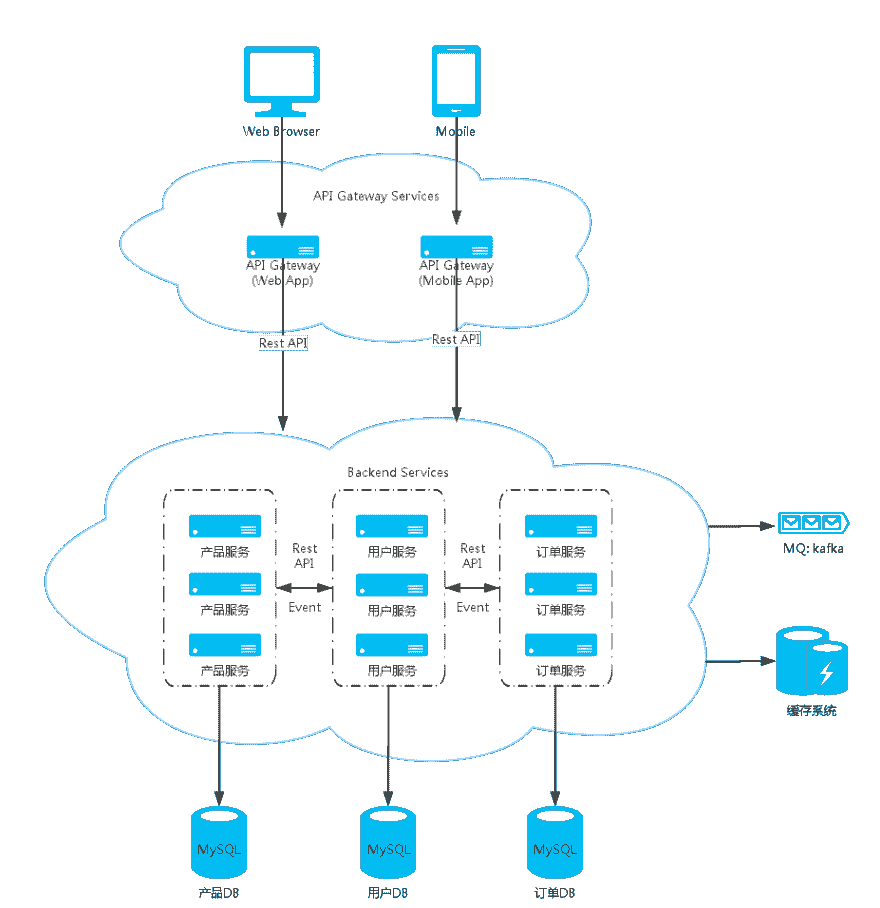 Web Browser
Mobile
API Gateway Services
API Gateway
(Web App)
API Gateway
(Mobile App)
Rest API
Rest API
Backend Services
产品服务
用户服务
订单服务
Rest
API
Rest
API
产品服务
用户服务
订单服务
Event
Event
产品服务
用户服务
订单服务
MQ: kafka
缓存系统
MySQL
MySQL
MySQL
产品DB
用户DB
订单DB